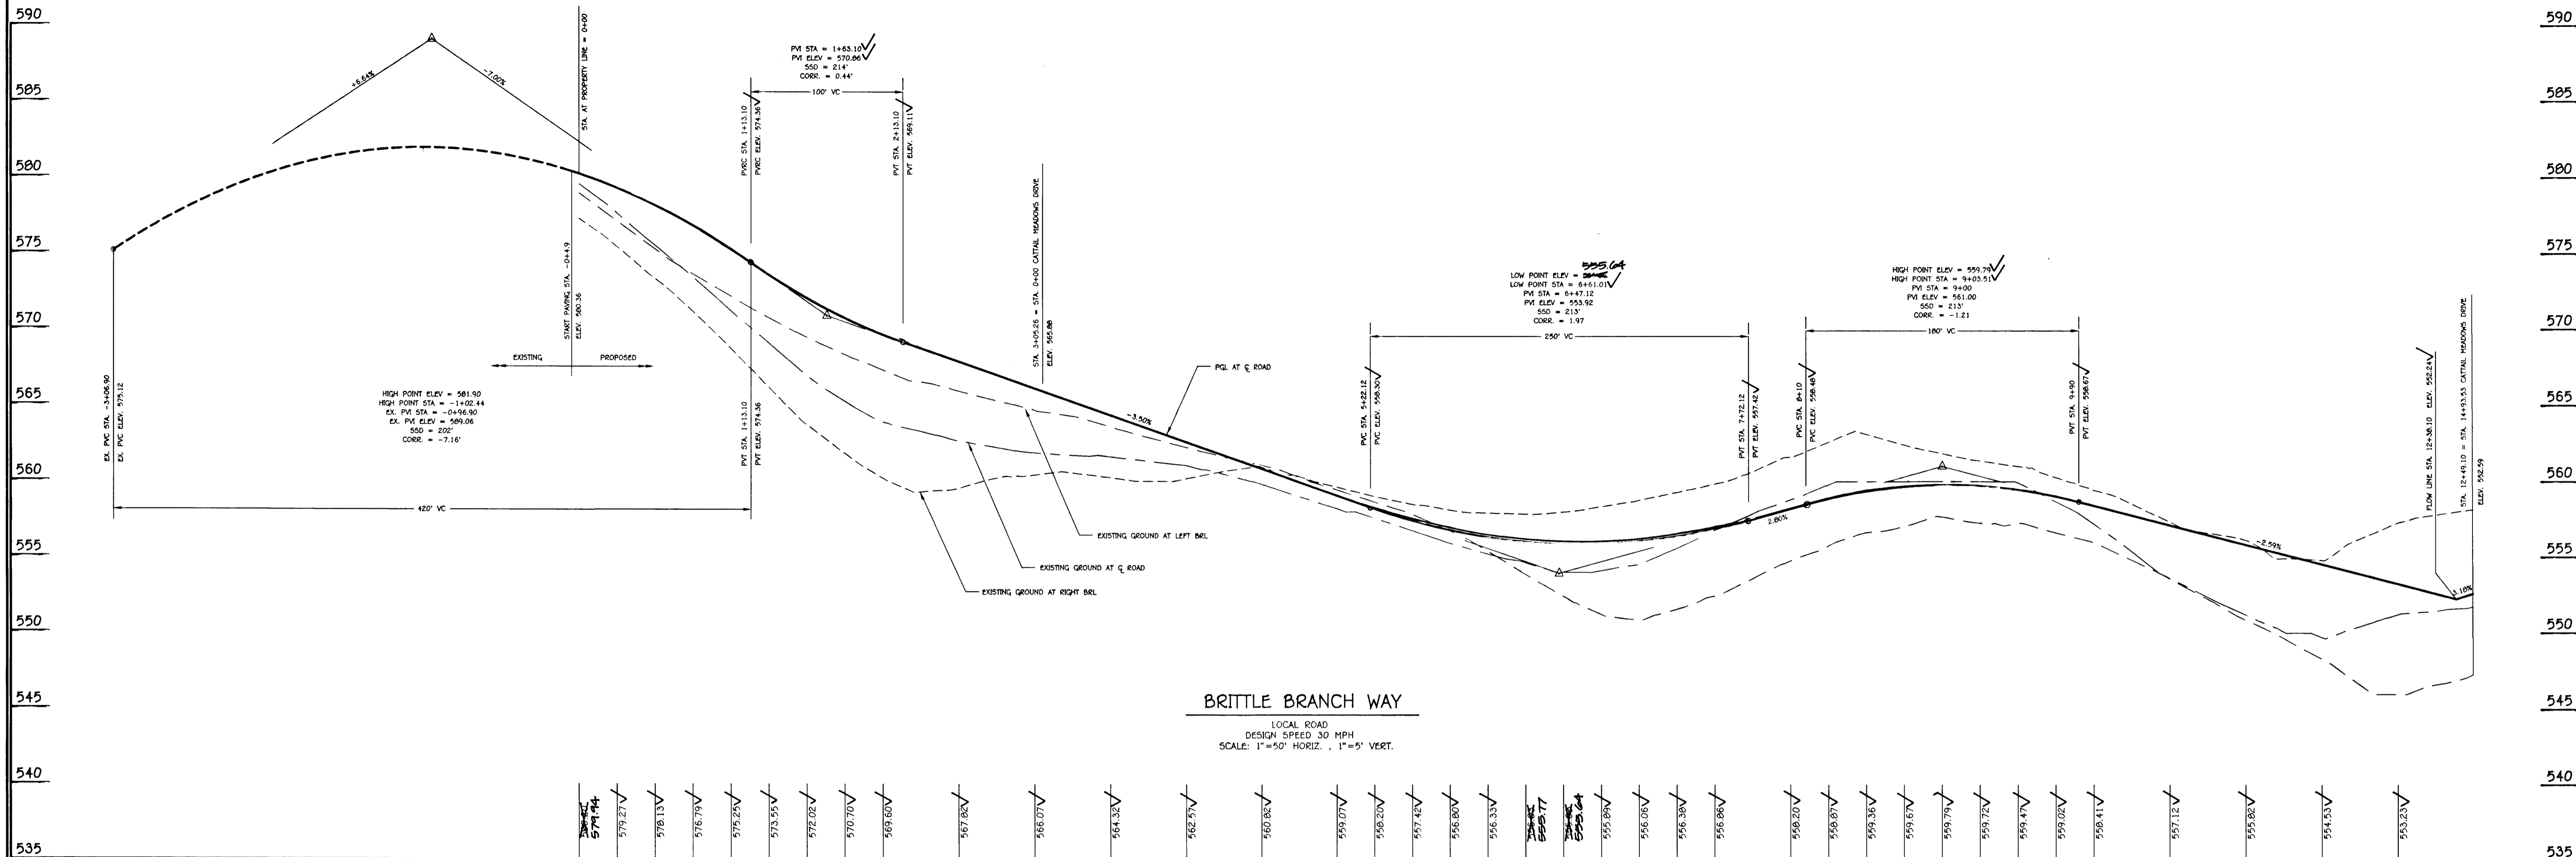 590
585
580
575
570
565
560
555
550
545
540
535
590
585
580
575
570
565
560
555
550
545
540
535
+6.64%
-7.00%
STA. AT PROPERTY LINE = 0+00
START PAVING STA. -0+4.9
ELEV. 580.36
EXISTING
PROPOSED
EX. PVC STA. -3+06.90
EX. PVC ELEV. 575.12
HIGH POINT ELEV = 581.90
HIGH POINT STA = -1+02.44
EX. PVI STA = -0+96.90
EX. PVI ELEV = 589.06
SSD = 202'
CORR. = -7.16'
420' VC
PVI STA = 1+63.10
PVI ELEV = 570.86
SSD = 214'
CORR. = 0.44'
100' VC
PVRC STA. 1+13.10
PVRC ELEV. 574.36
PVT STA. 2+13.10
PVT ELEV. 569.11
PVT STA. 1+13.10
PVT ELEV. 574.36
STA. 3+05.26 = STA. 0+00 CATTAIL MEADOWS DRIVE
ELEV. 565.88
PGL AT ℄ ROAD
-3.50%
EXISTING GROUND AT LEFT BRL
EXISTING GROUND AT ℄ ROAD
EXISTING GROUND AT RIGHT BRL
555.64
LOW POINT ELEV =
LOW POINT STA = 6+61.01
PVI STA = 6+47.12
PVI ELEV = 553.92
SSD = 213'
CORR. = 1.97
250' VC
PVC STA. 5+22.12
PVC ELEV. 558.30
PVT STA. 7+72.12
PVT ELEV. 557.42
2.80%
HIGH POINT ELEV = 559.79
HIGH POINT STA = 9+03.51
PVI STA = 9+00
PVI ELEV = 561.00
SSD = 213'
CORR. = -1.21
180' VC
PVC STA. 8+10
PVC ELEV. 558.48
PVT STA. 9+90
PVT ELEV. 558.67
-2.59%
FLOW LINE STA. 12+38.10 ELEV. 552.24
STA. 12+49.10 = STA. 14+93.53 CATTAIL MEADOWS DRIVE
ELEV. 552.59
3.18%
BRITTLE BRANCH WAY
LOCAL ROAD
DESIGN SPEED 30 MPH
SCALE: 1"=50' HORIZ. , 1"=5' VERT.
579.94
579.27
578.13
576.79
575.25
573.55
572.02
570.70
569.60
567.82
566.07
564.32
562.57
560.82
559.07
558.20
557.42
556.80
556.33
555.77
555.64
555.89
556.06
556.38
556.86
558.20
558.87
559.36
559.67
559.79
559.72
559.47
559.02
558.41
557.12
555.82
554.53
553.23